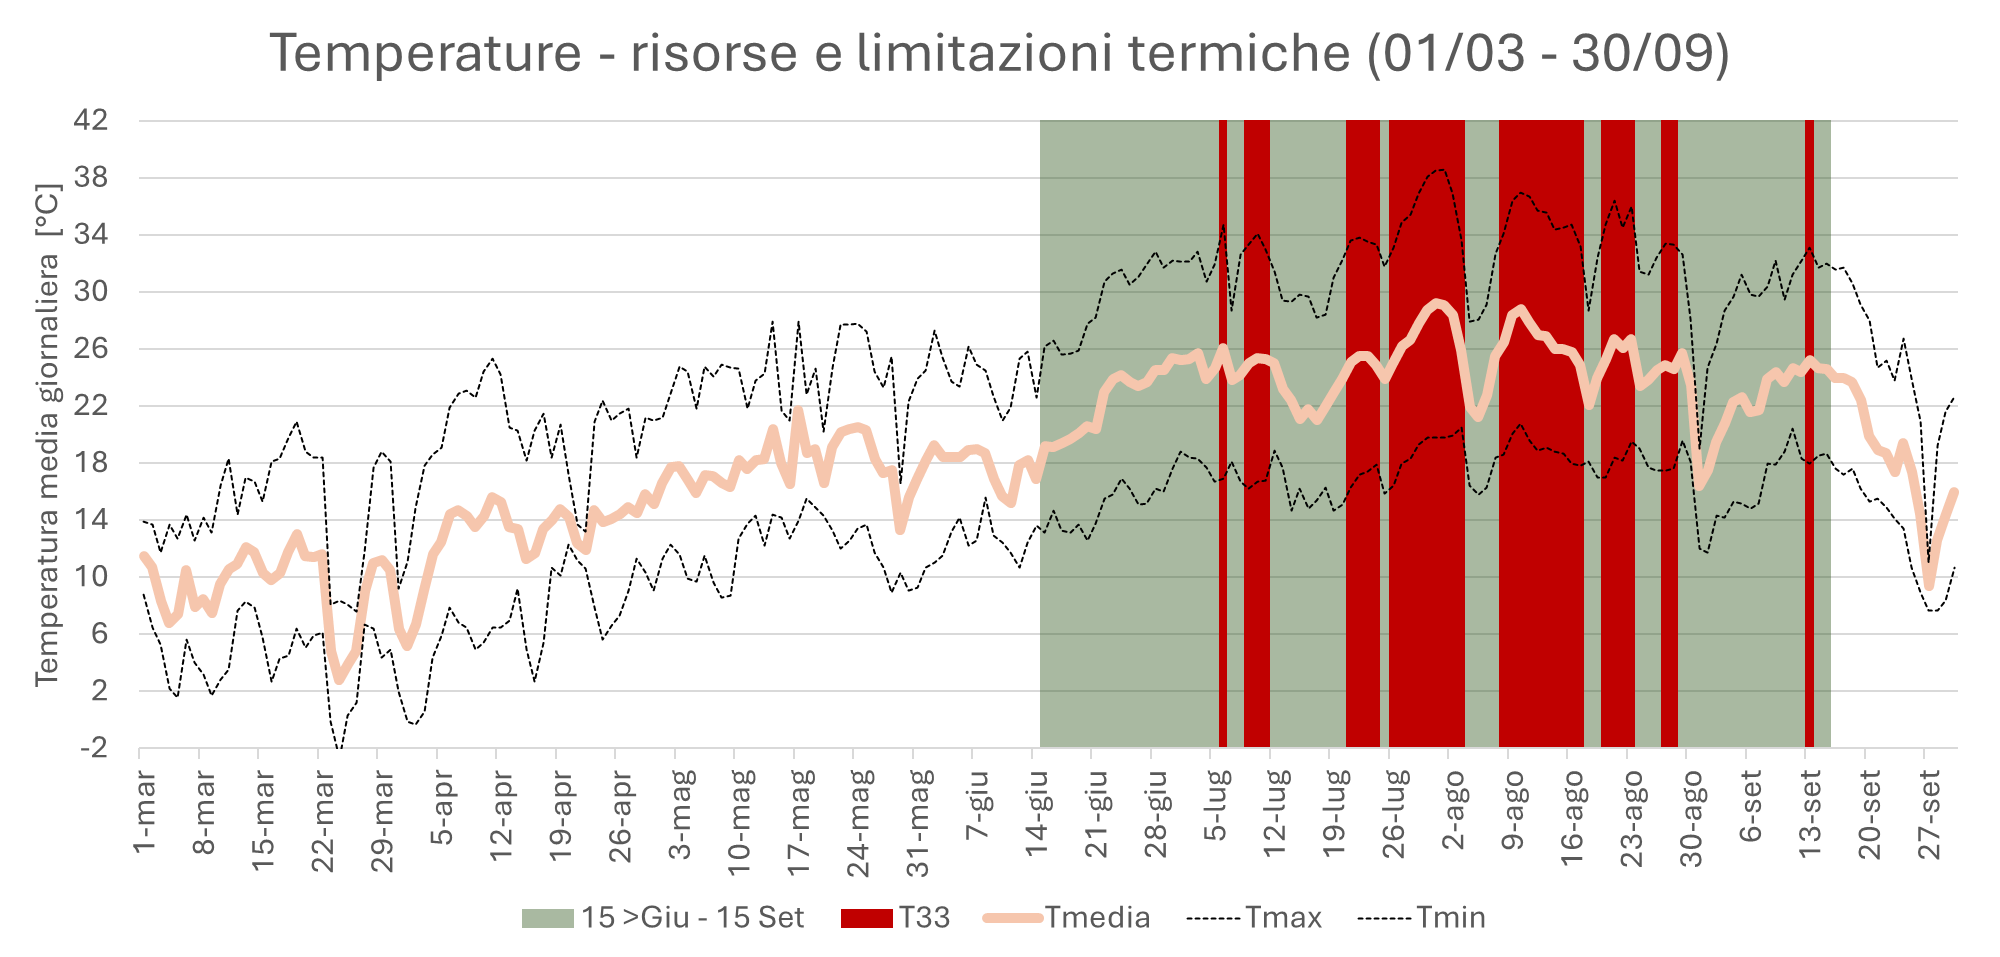 Temperature - risorse e limitazioni termiche (01/03 - 30/09)
Temperatura media giornaliera [°C]
42
38
34
30
26
22
18
14
10
6
2
-2
1-mar
8-mar
15-mar
22-mar
29-mar
5-apr
12-apr
19-apr
26-apr
3-mag
10-mag
17-mag
24-mag
31-mag
7-giu
14-giu
21-giu
28-giu
5-lug
12-lug
19-lug
26-lug
2-ago
9-ago
16-ago
23-ago
30-ago
6-set
13-set
20-set
27-set
15 >Giu - 15 Set
T33
Tmedia
Tmax
Tmin